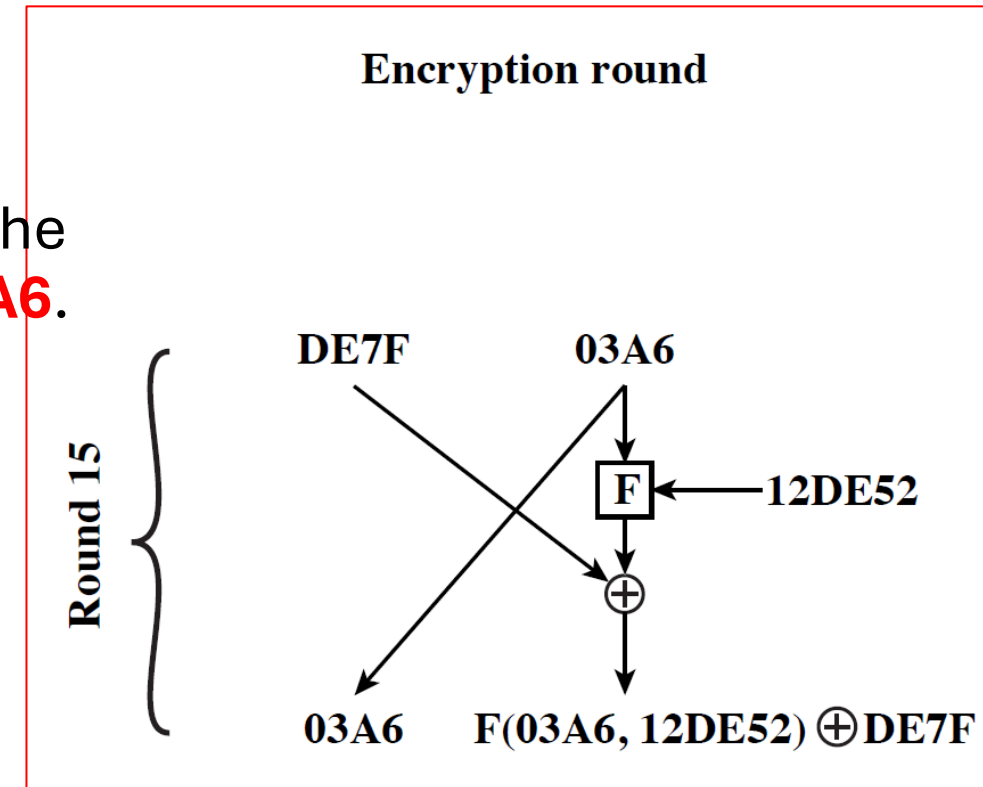 Encryption round
he
A6.
DE7F 03A6
Round 15
F 12DE52
03A6 F(03A6, 12DE52) ⊕ DE7F